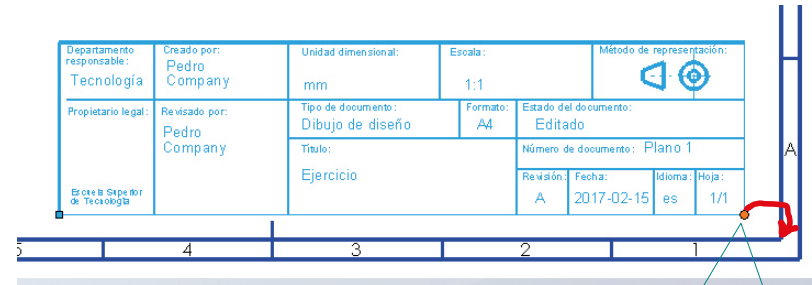 Departamento
responsable:
Tecnología
Creado por:
Pedro
Company
Unidad dimensional:
mm
Escala:
1:1
Método de representación:
Propietario legal:
Escuela Superior
de Tecnología
Revisado por:
Pedro
Company
Tipo de documento:
Dibujo de diseño
Formato:
A4
Estado del documento:
Editado
Titulo:
Ejercicio
Número de documento: Plano 1
Revisión:
A
Fecha:
2017-02-15
Idioma:
es
Hoja:
1/1
A
5 4 3 2 1